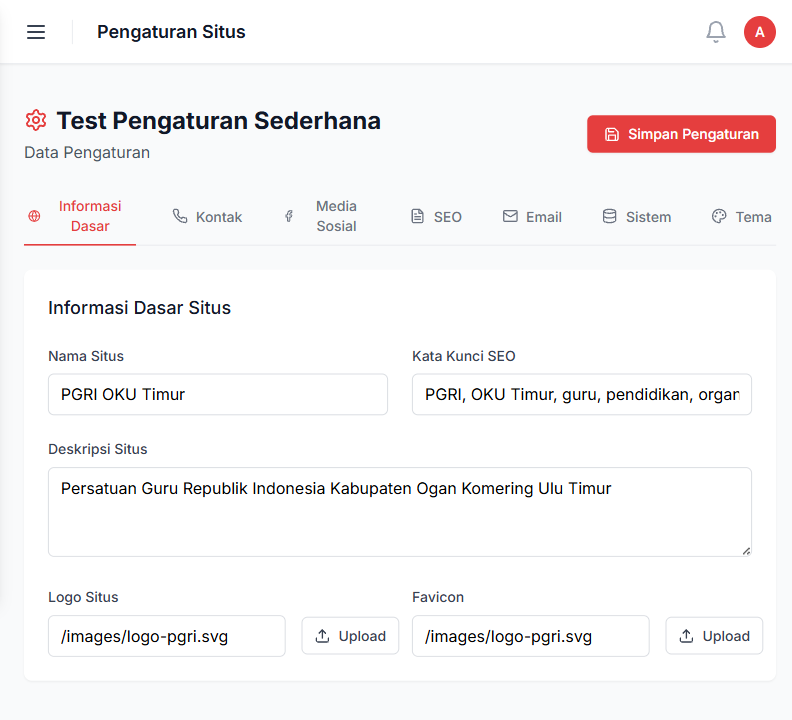 Pengaturan Situs
A
Test Pengaturan Sederhana
Data Pengaturan
Simpan Pengaturan
Informasi
Dasar
Kontak
Media
Sosial
SEO
Email
Sistem
Tema
Informasi Dasar Situs
Nama Situs
Kata Kunci SEO
PGRI OKU Timur
PGRI, OKU Timur, guru, pendidikan, organ
Deskripsi Situs
Persatuan Guru Republik Indonesia Kabupaten Ogan Komering Ulu Timur
Logo Situs
Favicon
/images/logo-pgri.svg
Upload
/images/logo-pgri.svg
Upload